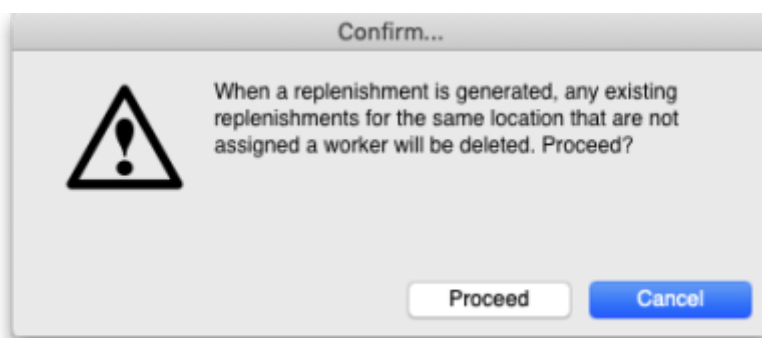 Confirm...
When a replenishment is generated, any existing
replenishments for the same location that are not
assigned a worker will be deleted. Proceed?
Proceed
Cancel